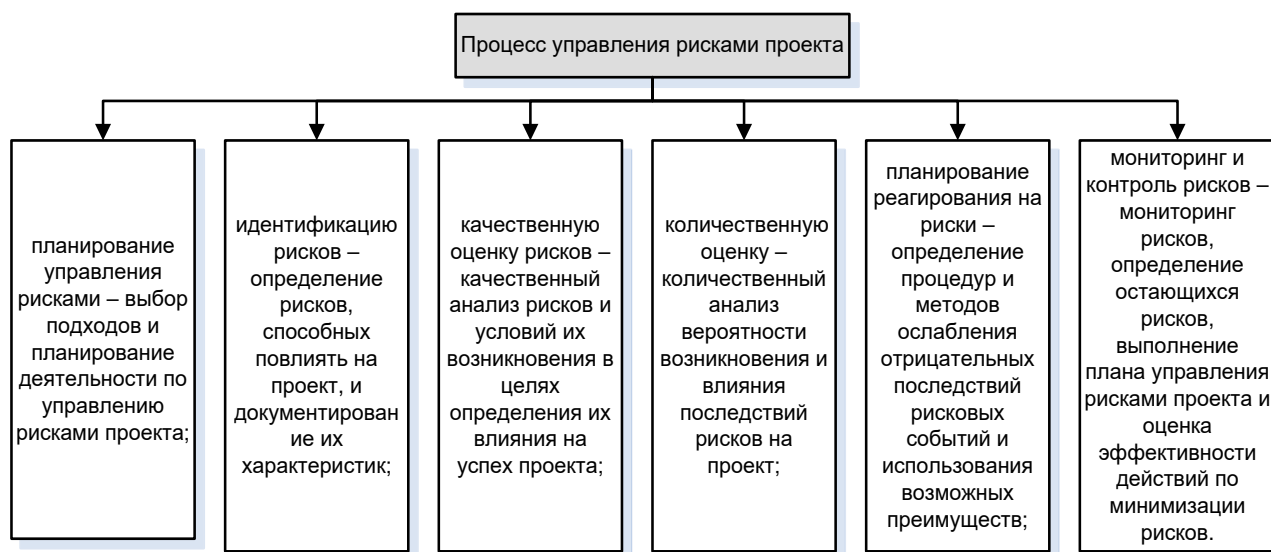 Процесс управления рисками проекта
планирование
управления
рисками – выбор
подходов и
планирование
деятельности по
управлению
рисками проекта;
идентификацию
рисков –
определение
рисков,
способных
повлиять на
проект, и
документирован
ие их
характеристик;
качественную
оценку рисков –
качественный
анализ рисков и
условий их
возникновения в
целях
определения их
влияния на
успех проекта;
количественную
оценку –
количественный
анализ
вероятности
возникновения и
влияния
последствий
рисков на
проект;
планирование
реагирования на
риски –
определение
процедур и
методов
ослабления
отрицательных
последствий
рисковых
событий и
использования
возможных
преимуществ;
мониторинг и
контроль рисков –
мониторинг
рисков,
определение
остающихся
рисков,
выполнение
плана управления
рисками проекта и
оценка
эффективности
действий по
минимизации
рисков.